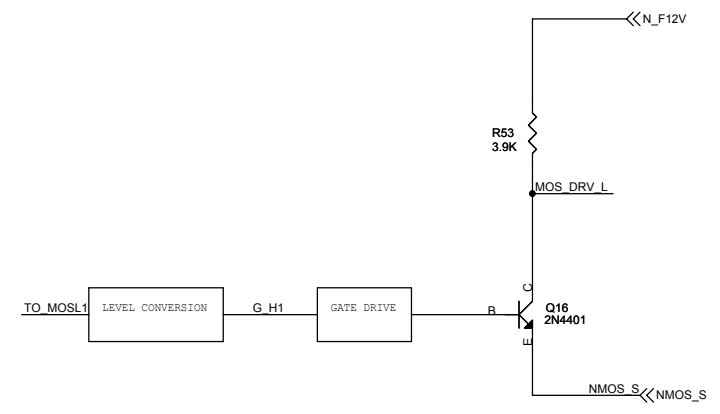 N_F12V
R53
3.9K
MOS_DRV_L
C
TO_MOSL1
LEVEL CONVERSION
G_H1
GATE DRIVE
B
Q16
2N4401
E
NMOS_S
NMOS_S